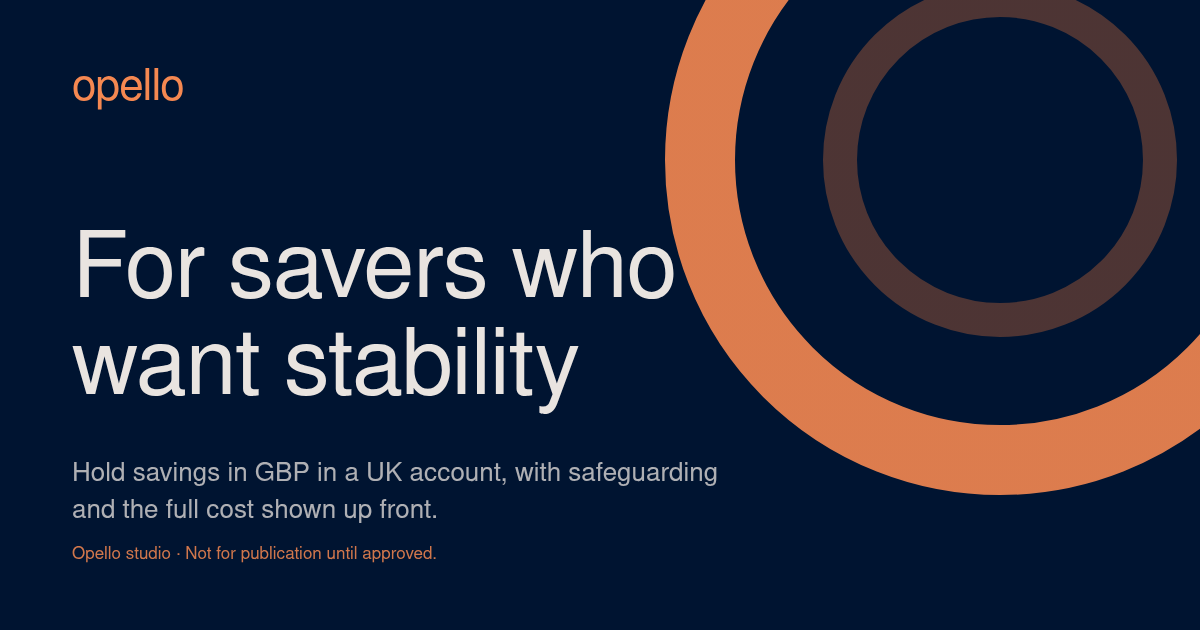 opello
For savers who
want stability
Hold savings in GBP in a UK account, with safeguarding
and the full cost shown up front.
Opello studio · Not for publication until approved.